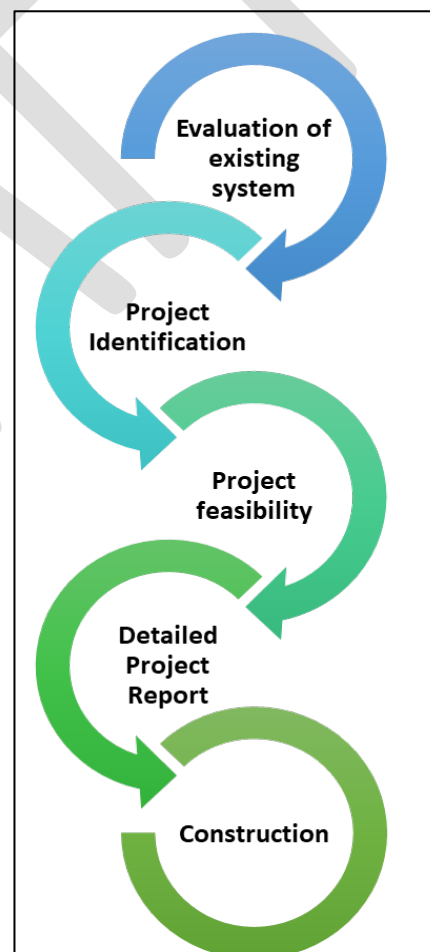 Evaluation of
existing
system
Project
Identification
Project
feasibility
Detailed
Project
Report
Construction